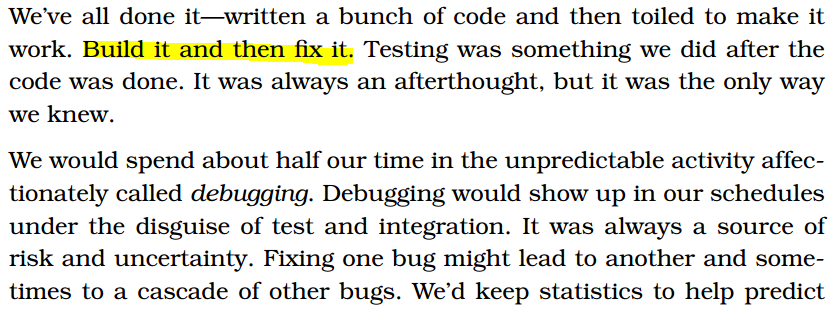 We’ve all done it—written a bunch of code and then toiled to make it
work. Build it and then fix it. Testing was something we did after the
code was done. It was always an afterthought, but it was the only way
we knew.
We would spend about half our time in the unpredictable activity affec-
tionately called debugging. Debugging would show up in our schedules
under the disguise of test and integration. It was always a source of
risk and uncertainty. Fixing one bug might lead to another and some-
times to a cascade of other bugs. We’d keep statistics to help predict